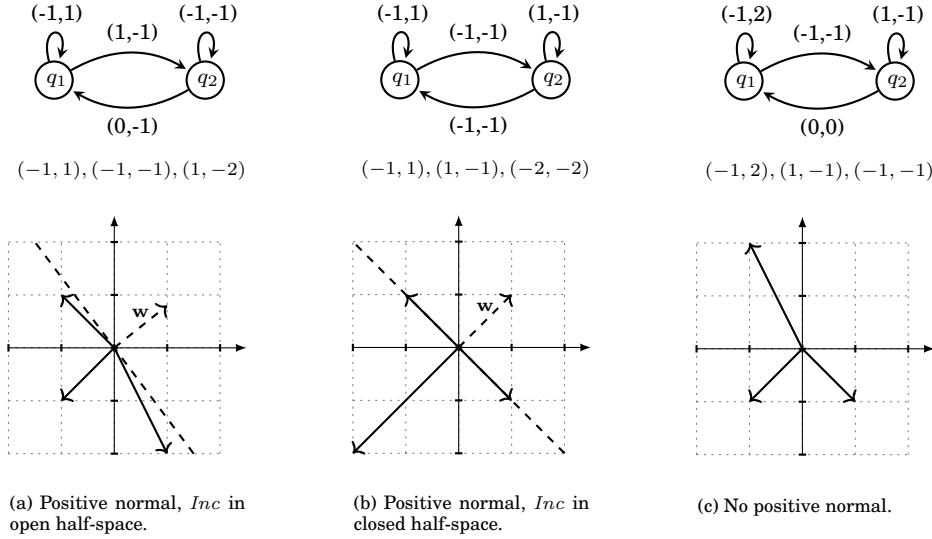 (-1,1) (-1,-1) (-1,1) (1,-1) (-1,2) (1,-1)
(1,-1) (-1,-1) (-1,-1)
q1 q2 q1 q2 q1 q2
(0,-1) (-1,-1) (0,0)
(−1, 1), (−1, −1), (1, −2) (−1, 1), (1, −1), (−2, −2) (−1, 2), (1, −1), (−1, −1)
w w
(a) Positive normal, Inc in
open half-space.
(b) Positive normal, Inc in
closed half-space.
(c) No positive normal.